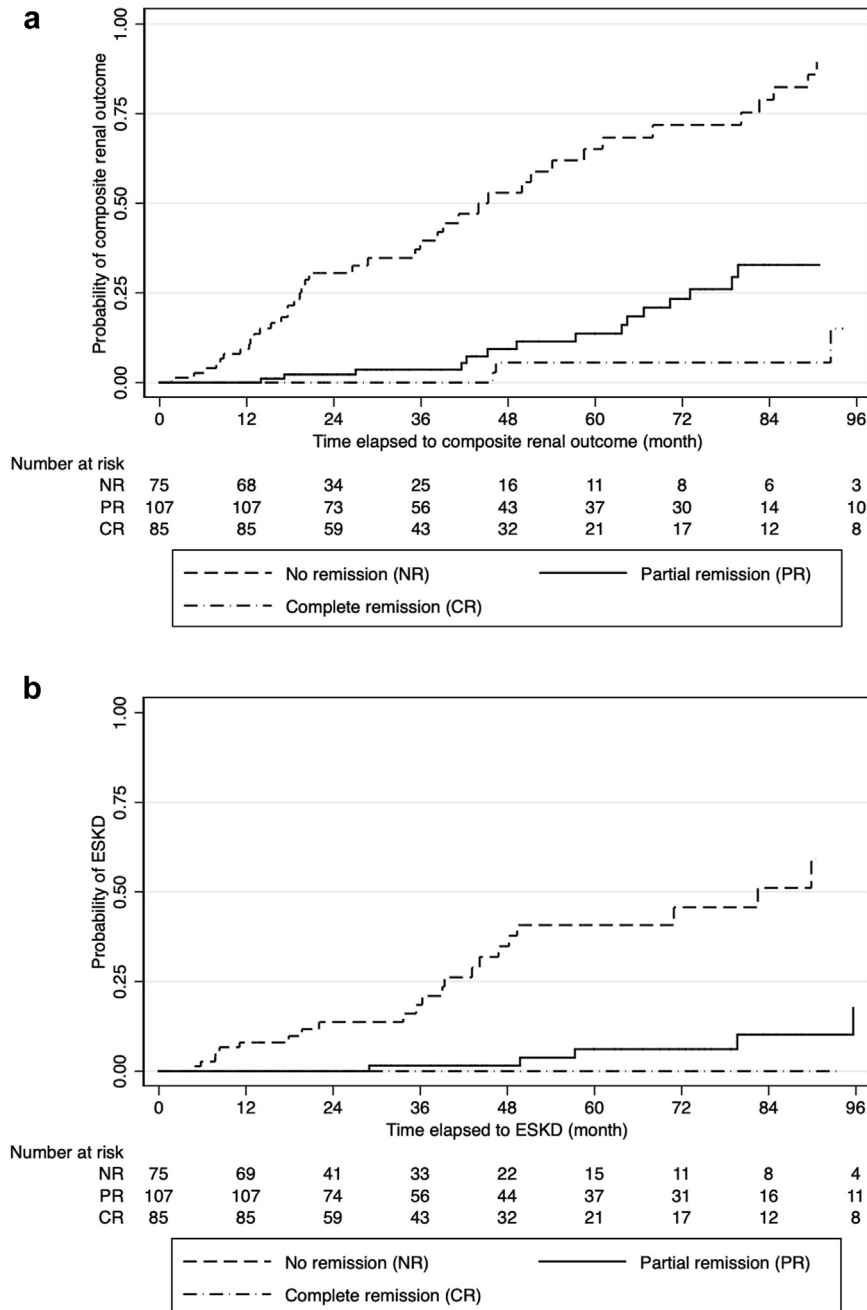 a
Probability of composite renal outcome
1.00
0.75
0.50
0.25
0.00
0 12 24 36 48 60 72 84 96
Time elapsed to composite renal outcome (month)
Number at risk
NR 75 68 34 25 16 11 8 6 3
PR 107 107 73 56 43 37 30 14 10
CR 85 85 59 43 32 21 17 12 8
No remission (NR) Partial remission (PR)
Complete remission (CR)
b
Probability of ESKD
1.00
0.75
0.50
0.25
0.00
0 12 24 36 48 60 72 84 96
Time elapsed to ESKD (month)
Number at risk
NR 75 69 41 33 22 15 11 8 4
PR 107 107 74 56 44 37 31 16 11
CR 85 85 59 43 32 21 17 12 8
No remission (NR) Partial remission (PR)
Complete remission (CR)